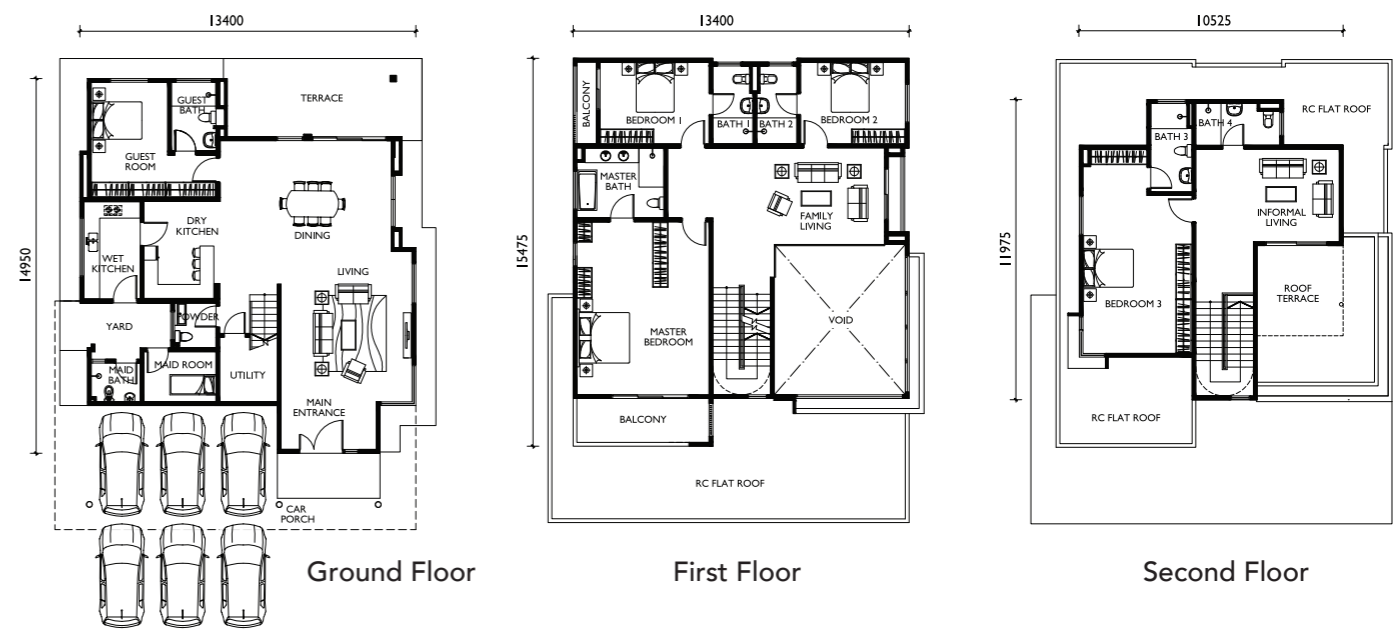 13400
14950
TERRACE
GUEST
BATH
GUEST
ROOM
DRY
KITCHEN
DINING
WET
KITCHEN
LIVING
YARD
POWDER
MAID
BATH
MAID ROOM
UTILITY
MAIN
ENTRANCE
CAR
PORCH
Ground Floor
13400
15475
BALCONY
BEDROOM 1
BATH 1
BATH 2
BEDROOM 2
MASTER
BATH
FAMILY
LIVING
VOID
MASTER
BEDROOM
BALCONY
RC FLAT ROOF
First Floor
10525
11975
RC FLAT ROOF
BATH 4
BATH 3
INFORMAL
LIVING
BEDROOM 3
ROOF
TERRACE
RC FLAT ROOF
Second Floor